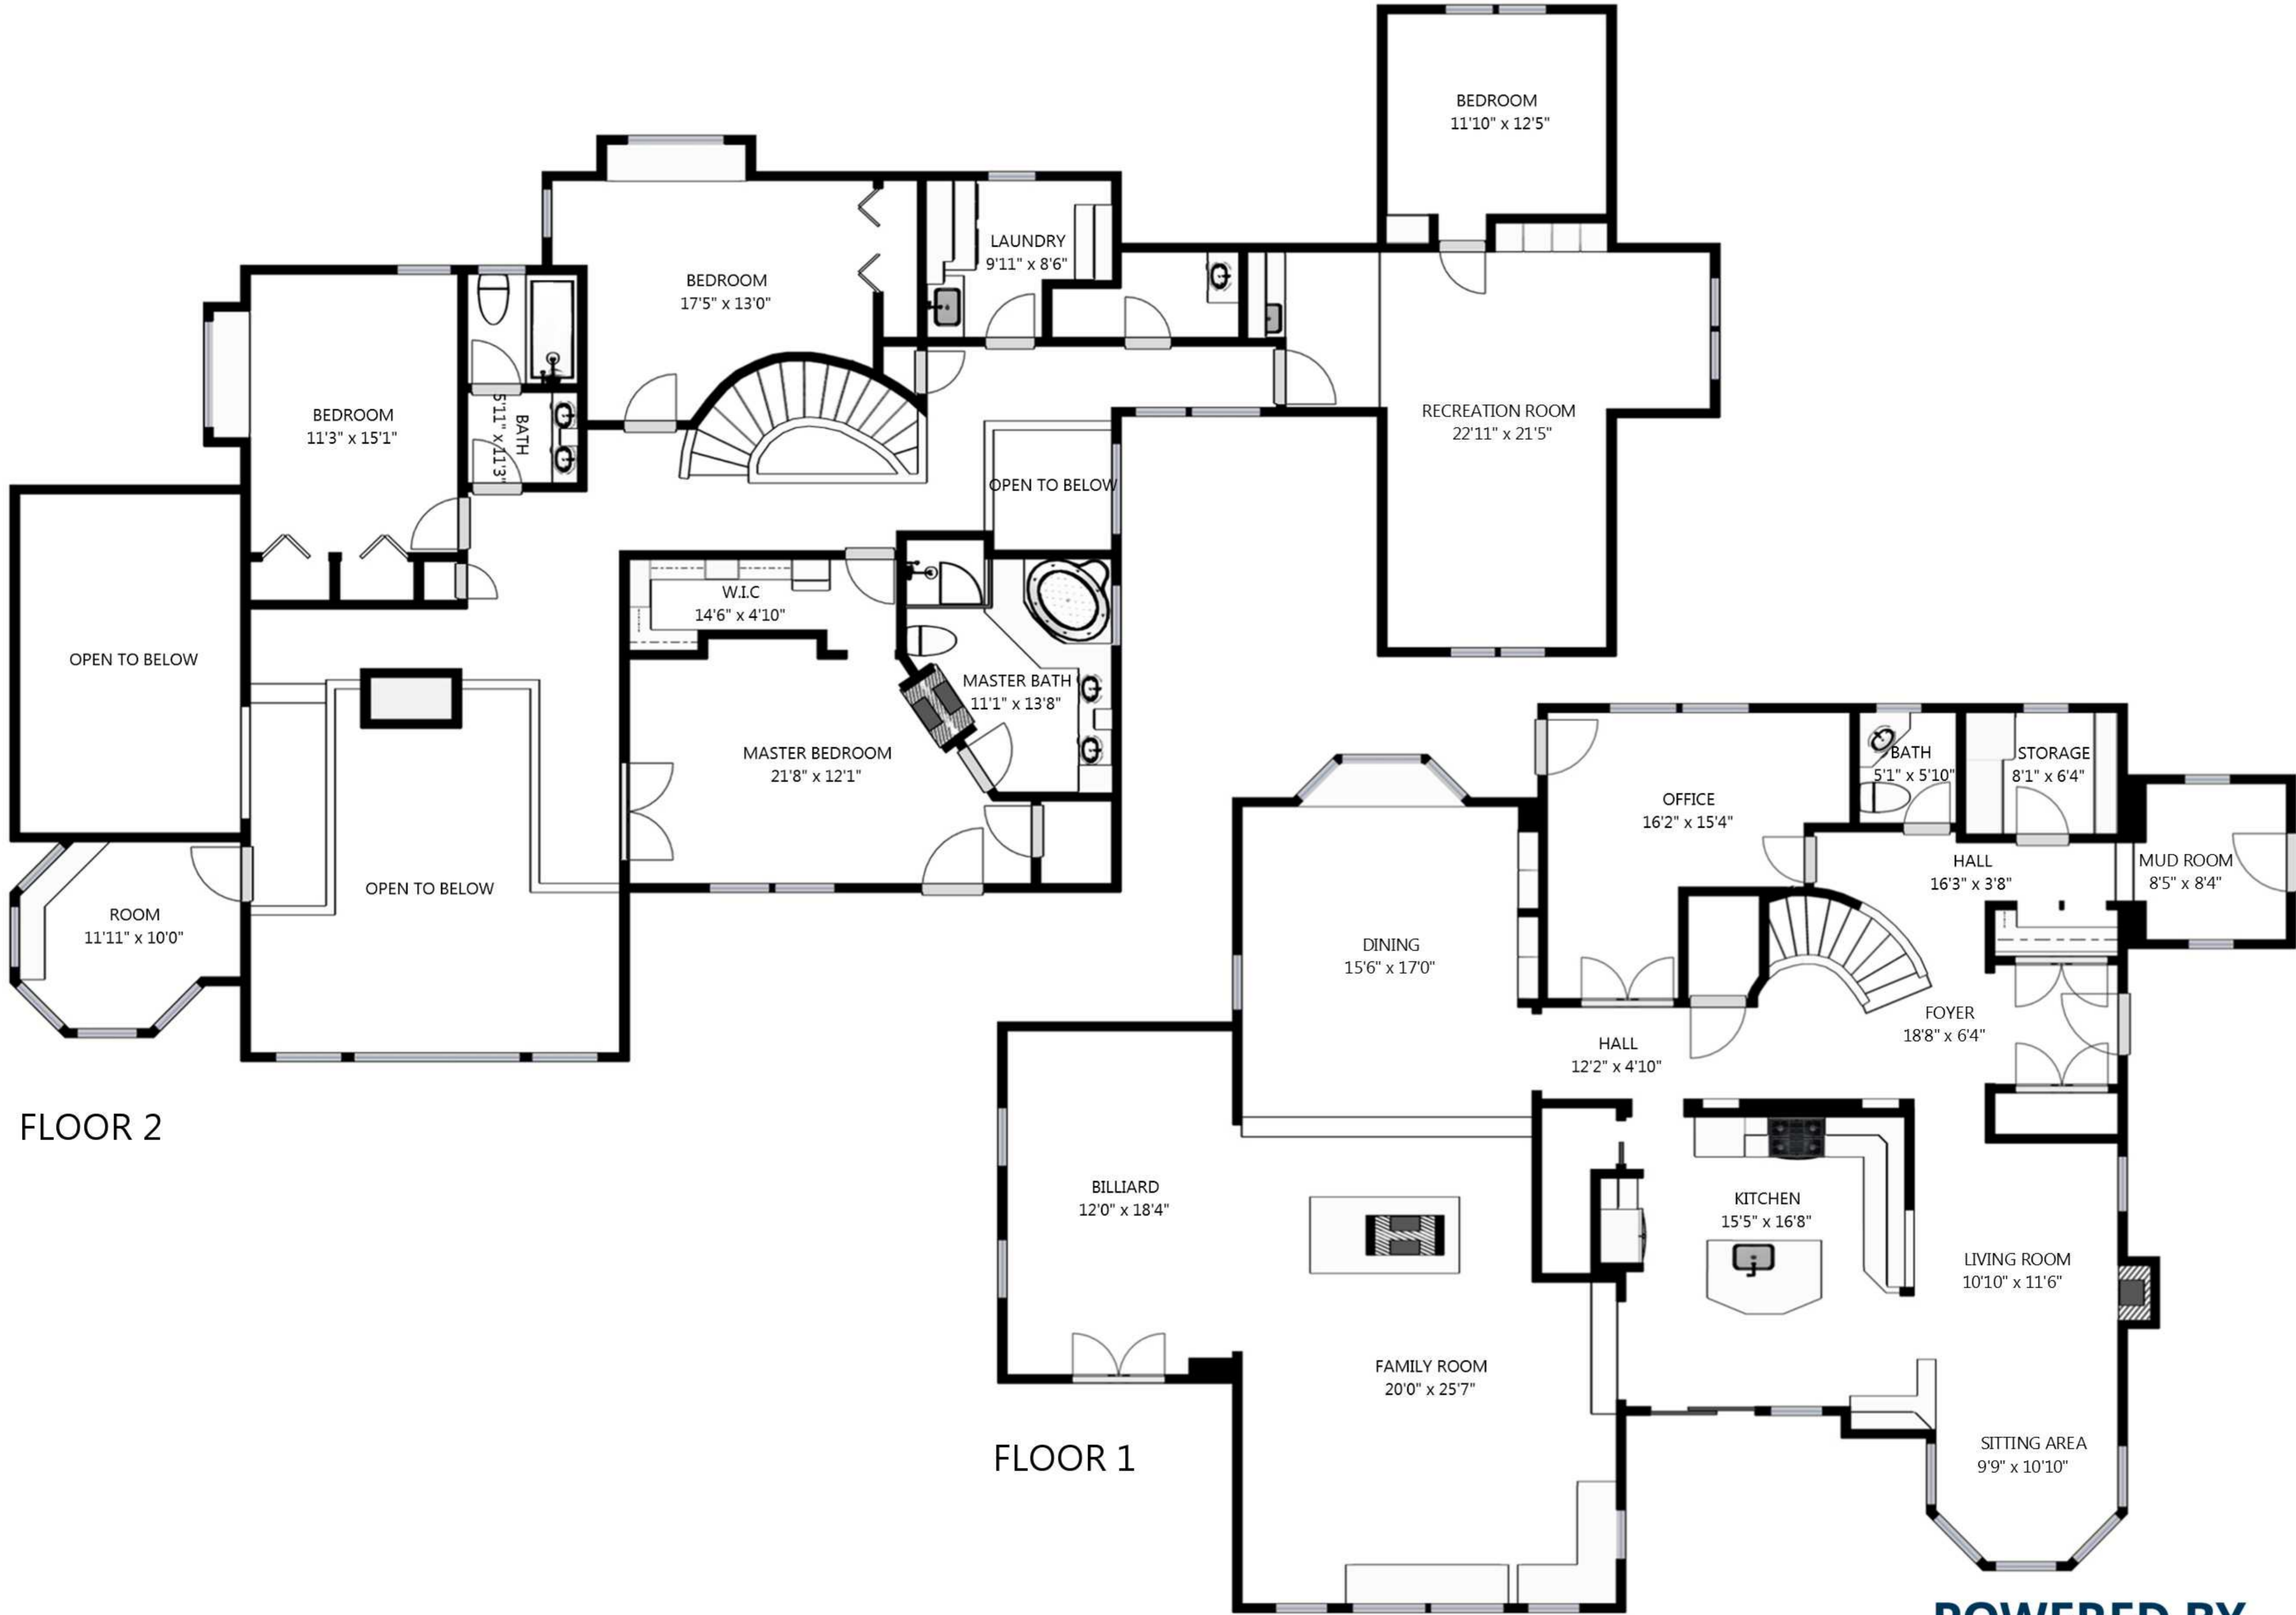 BEDROOM
11'10" x 12'5"
LAUNDRY
9'11" x 8'6"
BEDROOM
17'5" x 13'0"
BEDROOM
11'3" x 15'1"
BATH
5'11" x 11'3"
RECREATION ROOM
22'11" x 21'5"
OPEN TO BELOW
W.I.C
14'6" x 4'10"
OPEN TO BELOW
MASTER BATH
11'1" x 13'8"
MASTER BEDROOM
21'8" x 12'1"
OPEN TO BELOW
ROOM
11'11" x 10'0"
FLOOR 2
BATH
5'1" x 5'10"
STORAGE
8'1" x 6'4"
OFFICE
16'2" x 15'4"
HALL
16'3" x 3'8"
MUD ROOM
8'5" x 8'4"
DINING
15'6" x 17'0"
FOYER
18'8" x 6'4"
HALL
12'2" x 4'10"
BILLIARD
12'0" x 18'4"
KITCHEN
15'5" x 16'8"
LIVING ROOM
10'10" x 11'6"
FAMILY ROOM
20'0" x 25'7"
SITTING AREA
9'9" x 10'10"
FLOOR 1
POWERED BY